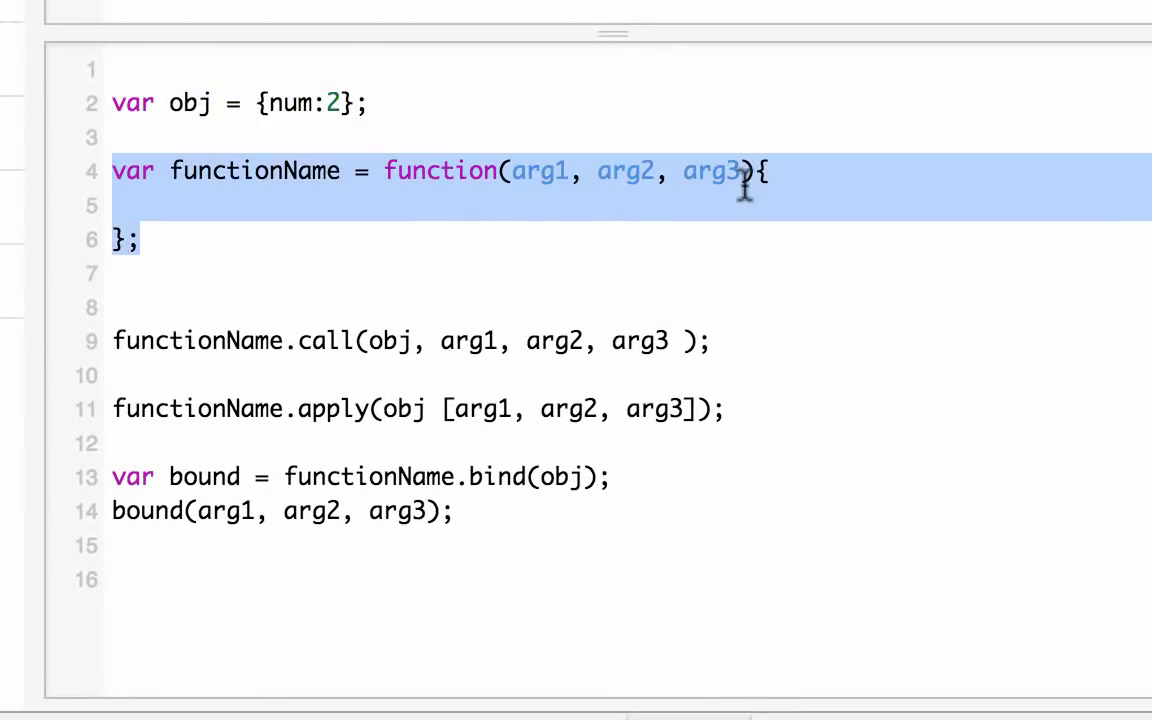 1
2 var obj = {num:2};
3
4 var functionName = function(arg1, arg2, arg3){
5
6 };
7
8
9 functionName.call(obj, arg1, arg2, arg3 );
10
11 functionName.apply(obj [arg1, arg2, arg3]);
12
13 var bound = functionName.bind(obj);
14 bound(arg1, arg2, arg3);
15
16